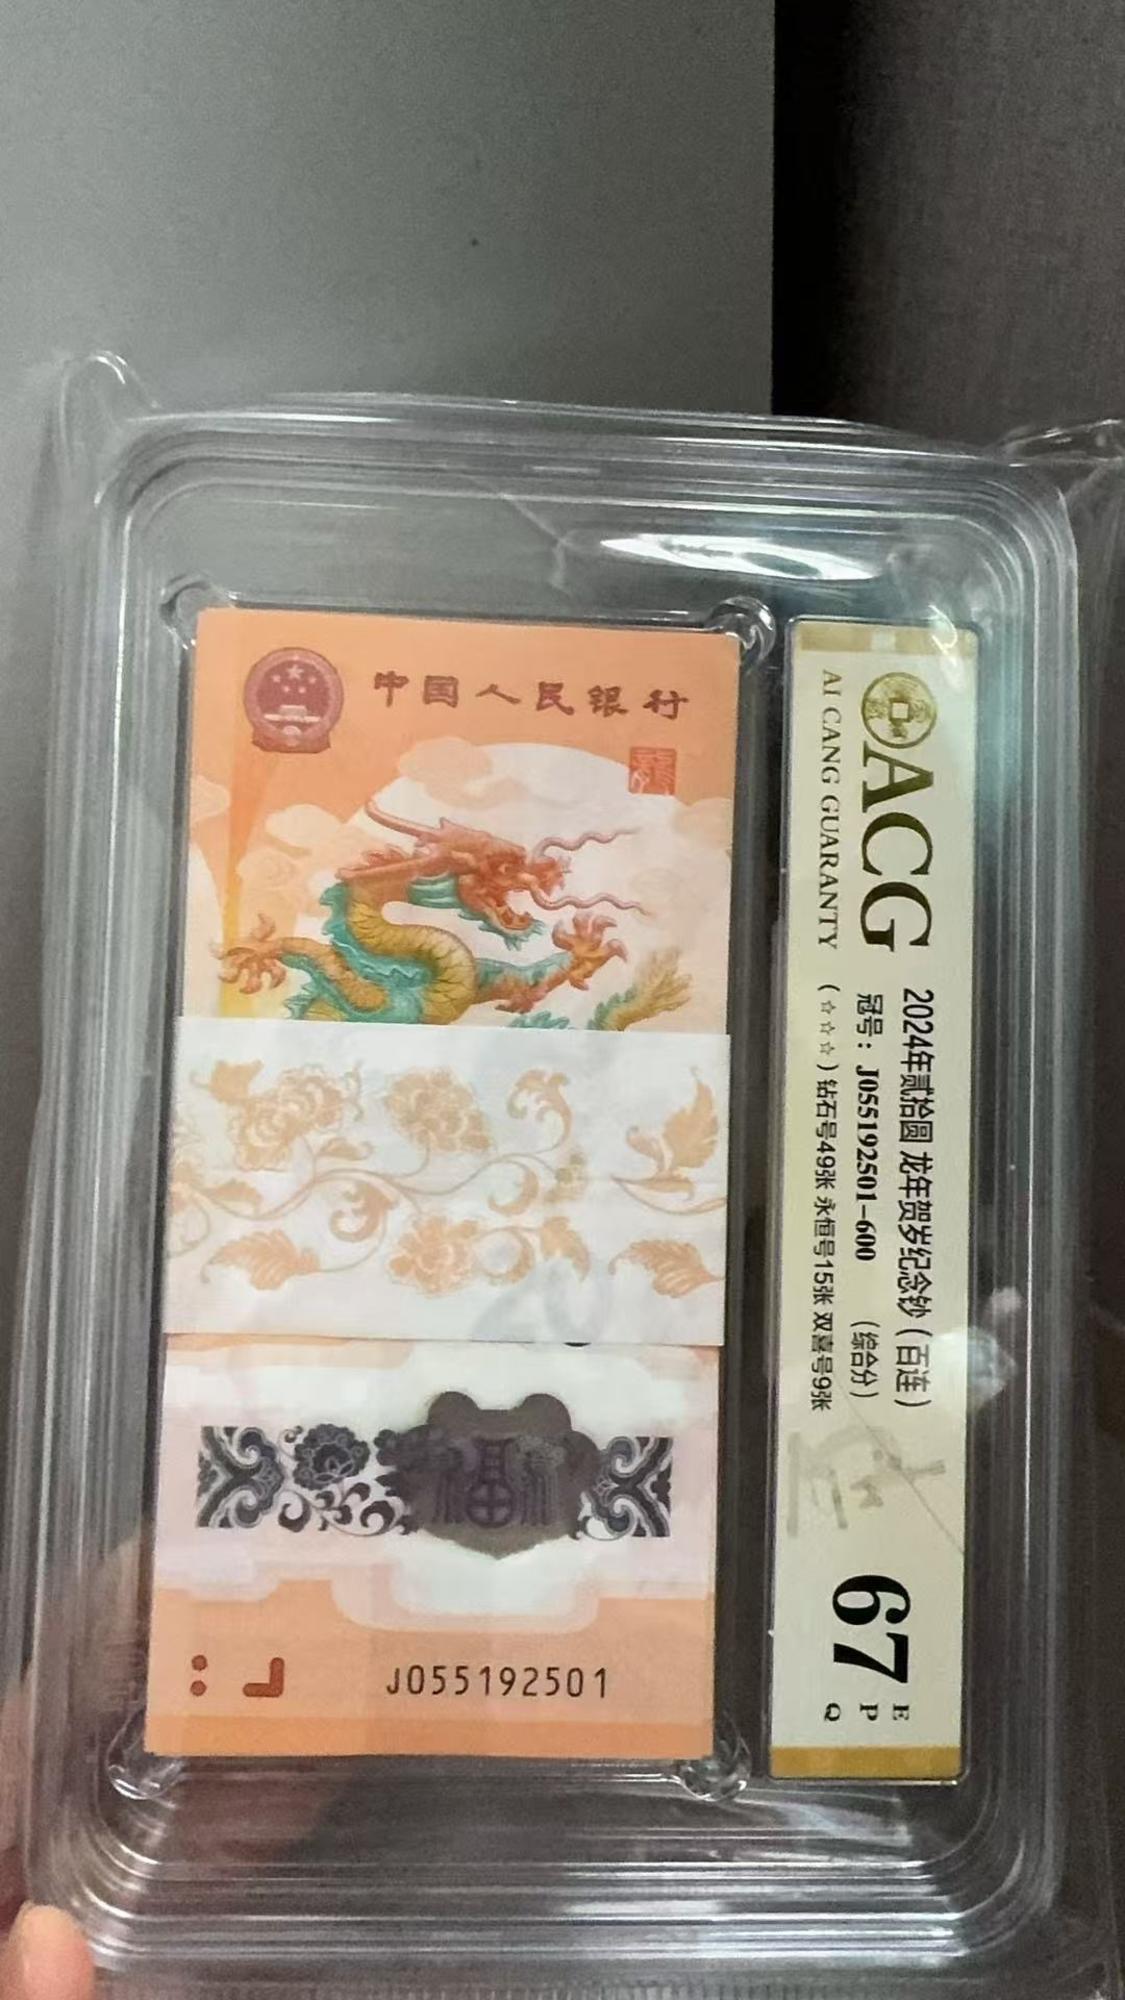 中国人民银行
龍
福
J055192501
ACG
AI CANG GUARANTY
2024年贰拾圆 龙年贺岁纪念钞(百连)
冠号:J055192501-600 (综合分)
(☆☆☆)钻石号49张 永恒号15张 双喜号9张
67
E
P
Q